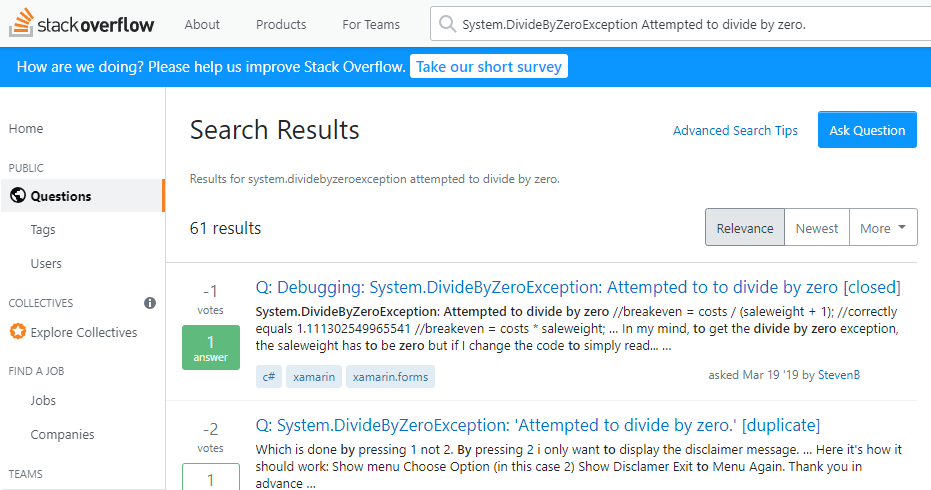 stackoverflow
About
Products
For Teams
System.DivideByZeroException Attempted to divide by zero.
How are we doing? Please help us improve Stack Overflow. Take our short survey
Home
PUBLIC
Questions
Tags
Users
COLLECTIVES
Explore Collectives
FIND A JOB
Jobs
Companies
TEAMS
Search Results
Advanced Search Tips
Ask Question
Results for system.dividebyzeroexception attempted to divide by zero.
61 results
Relevance
Newest
More
-1
votes
1
answer
Q: Debugging: System.DivideByZeroException: Attempted to to divide by zero [closed]
System.DivideByZeroException: Attempted to divide by zero //breakeven = costs / (saleweight + 1); //correctly
equals 1.111302549965541 //breakeven = costs * saleweight; ... In my mind, to get the divide by zero exception,
the saleweight has to be zero but if I change the code to simply read... ...
c#
xamarin
xamarin.forms
asked Mar 19 '19 by StevenB
-2
votes
1
Q: System.DivideByZeroException: 'Attempted to divide by zero.' [duplicate]
Which is done by pressing 1 not 2. By pressing 2 i only want to display the disclaimer message. ... Here it's how it
should work: Show menu Choose Option (in this case 2) Show Disclamer Exit to Menu Again. Thank you in
advance ...